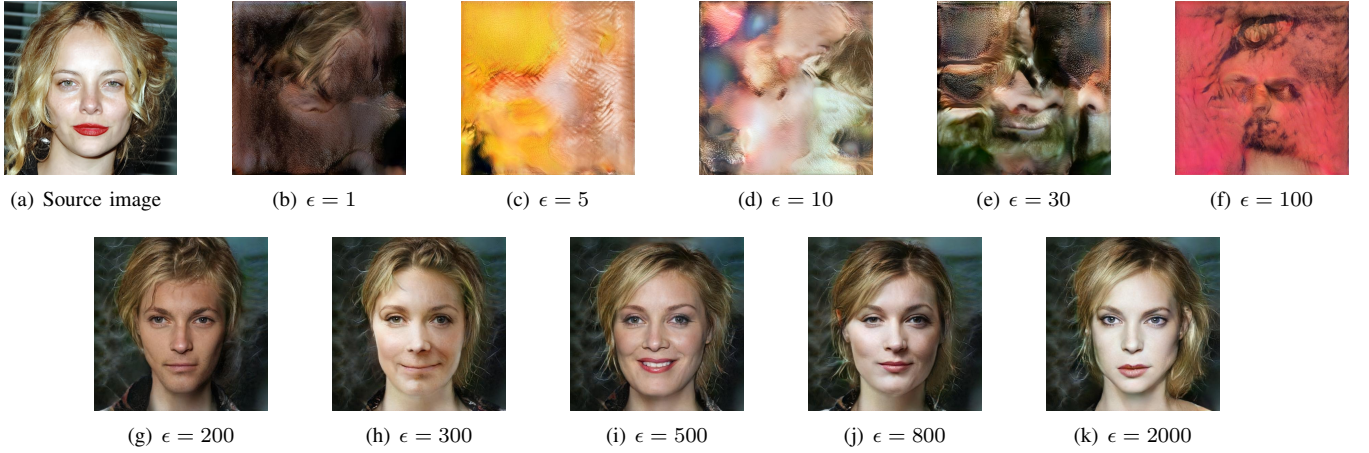 (a) Source image (b) ϵ = 1 (c) ϵ = 5 (d) ϵ = 10 (e) ϵ = 30 (f) ϵ = 100
(g) ϵ = 200 (h) ϵ = 300 (i) ϵ = 500 (j) ϵ = 800 (k) ϵ = 2000